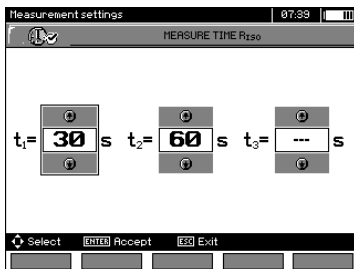 Measurement settings 07:39
MEASURE TIME RISO
t1= 30 s t2= 60 s t3= --- s
Select ENTER Accept ESC Exit